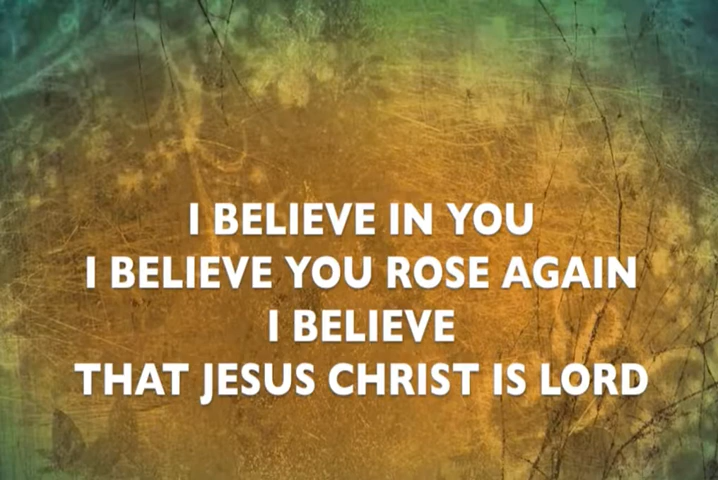 I BELIEVE IN YOU
I BELIEVE YOU ROSE AGAIN
I BELIEVE
THAT JESUS CHRIST IS LORD